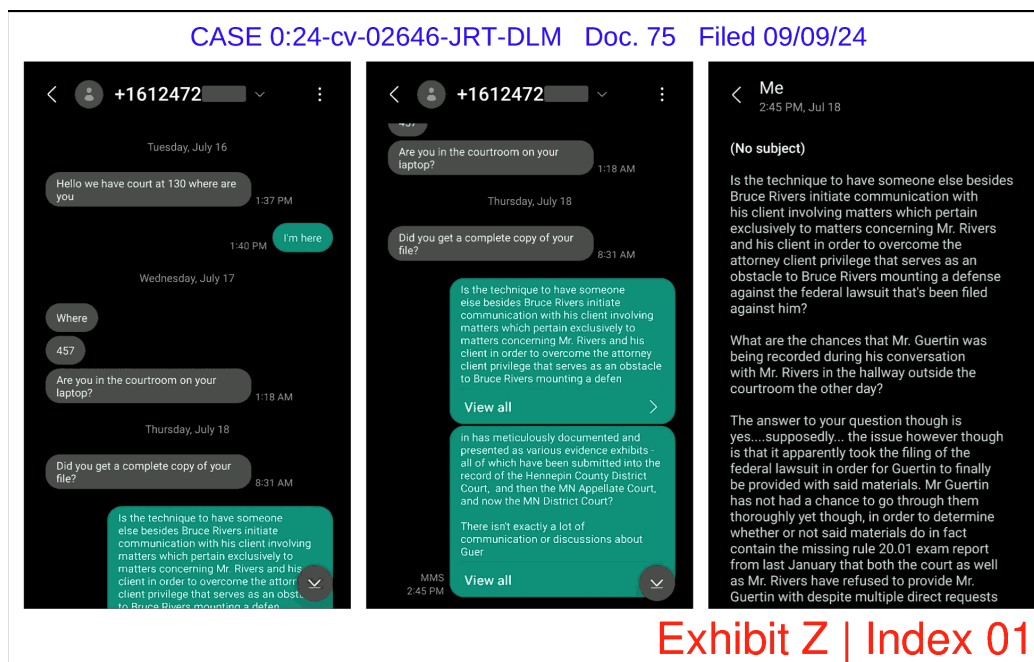 CASE 0:24-cv-02646-JRT-DLM Doc. 75 Filed 09/09/24
+1612472
Tuesday, July 16
Hello we have court at 130 where are
you
1:37 PM
I'm here
1:40 PM
Wednesday, July 17
Where
457
Are you in the courtroom on your
laptop?
1:18 AM
Thursday, July 18
Did you get a complete copy of your
file?
8:31 AM
Is the technique to have someone
else besides Bruce Rivers initiate
communication with his client involving
matters which pertain exclusively to
matters concerning Mr. Rivers and his
client in order to overcome the attorr
client privilege that serves as an obst
to Bruce Rivers mounting a defen
+1612472
457
Are you in the courtroom on your
laptop?
1:18 AM
Thursday, July 18
Did you get a complete copy of your
file?
8:31 AM
Is the technique to have someone
else besides Bruce Rivers initiate
communication with his client involving
matters which pertain exclusively to
matters concerning Mr. Rivers and his
client in order to overcome the attorney
client privilege that serves as an obstacle
to Bruce Rivers mounting a defen
View all
in has meticulously documented and
presented as various evidence exhibits -
all of which have been submitted into the
record of the Hennepin County District
Court, and then the MN Appellate Court,
and now the MN District Court?
There isn't exactly a lot of
communication or discussions about
Guer
View all
MMS
2:45 PM
Me
2:45 PM, Jul 18
(No subject)
Is the technique to have someone else besides
Bruce Rivers initiate communication with
his client involving matters which pertain
exclusively to matters concerning Mr. Rivers
and his client in order to overcome the
attorney client privilege that serves as an
obstacle to Bruce Rivers mounting a defense
against the federal lawsuit that's been filed
against him?
What are the chances that Mr. Guertin was
being recorded during his conversation
with Mr. Rivers in the hallway outside the
courtroom the other day?
The answer to your question though is
yes....supposedly... the issue however though
is that it apparently took the filing of the
federal lawsuit in order for Guertin to finally
be provided with said materials. Mr Guertin
has not had a chance to go through them
thoroughly yet though, in order to determine
whether or not said materials do in fact
contain the missing rule 20.01 exam report
from last January that both the court as well
as Mr. Rivers have refused to provide Mr.
Guertin with despite multiple direct requests
Exhibit Z | Index 01